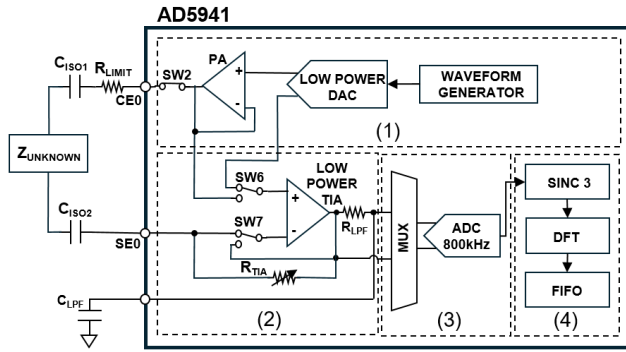 AD5941
C_ISO1
R_LIMIT
CE0
SW2
PA
+
-
LOW POWER
DAC
WAVEFORM
GENERATOR
(1)
Z_UNKNOWN
C_ISO2
SE0
SW6
SW7
LOW
POWER
TIA
+
-
R_LPF
R_TIA
C_LPF
(2)
MUX
ADC
800kHz
(3)
SINC 3
DFT
FIFO
(4)